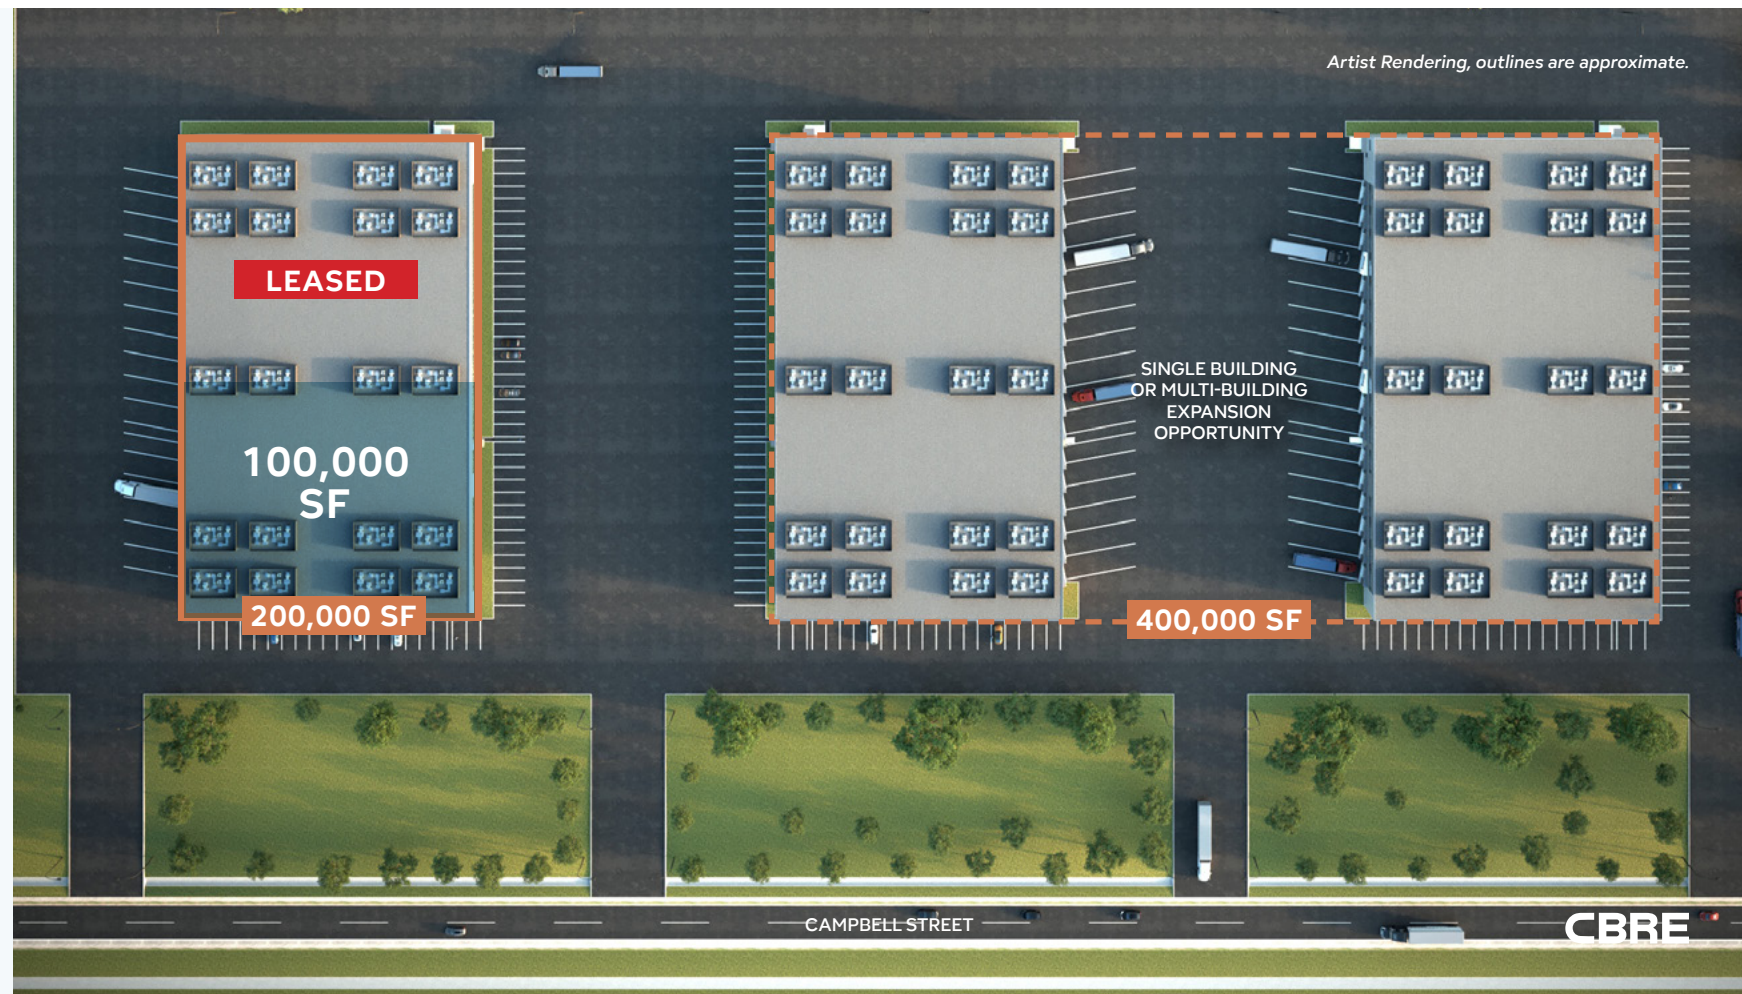 Artist Rendering, outlines are approximate.
LEASED
100,000
SF
200,000 SF
SINGLE BUILDING
OR MULTI-BUILDING
EXPANSION
OPPORTUNITY
400,000 SF
CAMPBELL STREET
CBRE